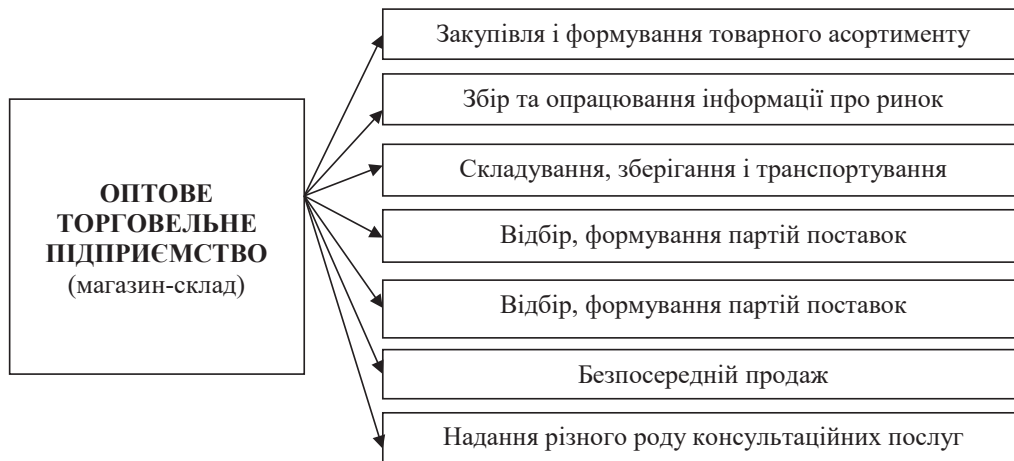 ОПТОВЕ
ТОРГОВЕЛЬНЕ
ПІДПРИЄМСТВО
(магазин-склад)
Закупівля і формування товарного асортименту
Збір та опрацювання інформації про ринок
Складування, зберігання і транспортування
Відбір, формування партій поставок
Відбір, формування партій поставок
Безпосередній продаж
Надання різного роду консультаційних послуг